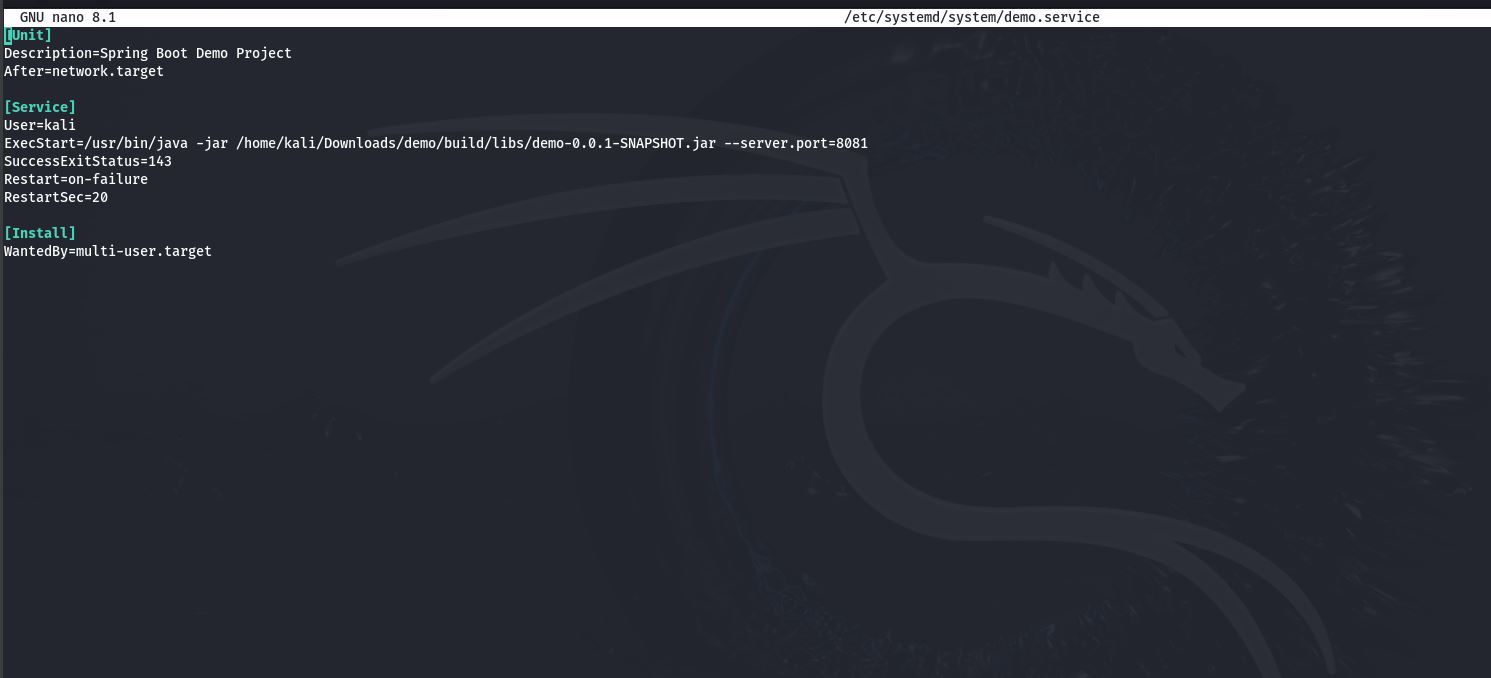 GNU nano 8.1 /etc/systemd/system/demo.service
[Unit]
Description=Spring Boot Demo Project
After=network.target
[Service]
User=kali
ExecStart=/usr/bin/java -jar /home/kali/Downloads/demo/build/libs/demo-0.0.1-SNAPSHOT.jar --server.port=8081
SuccessExitStatus=143
Restart=on-failure
RestartSec=20
[Install]
WantedBy=multi-user.target